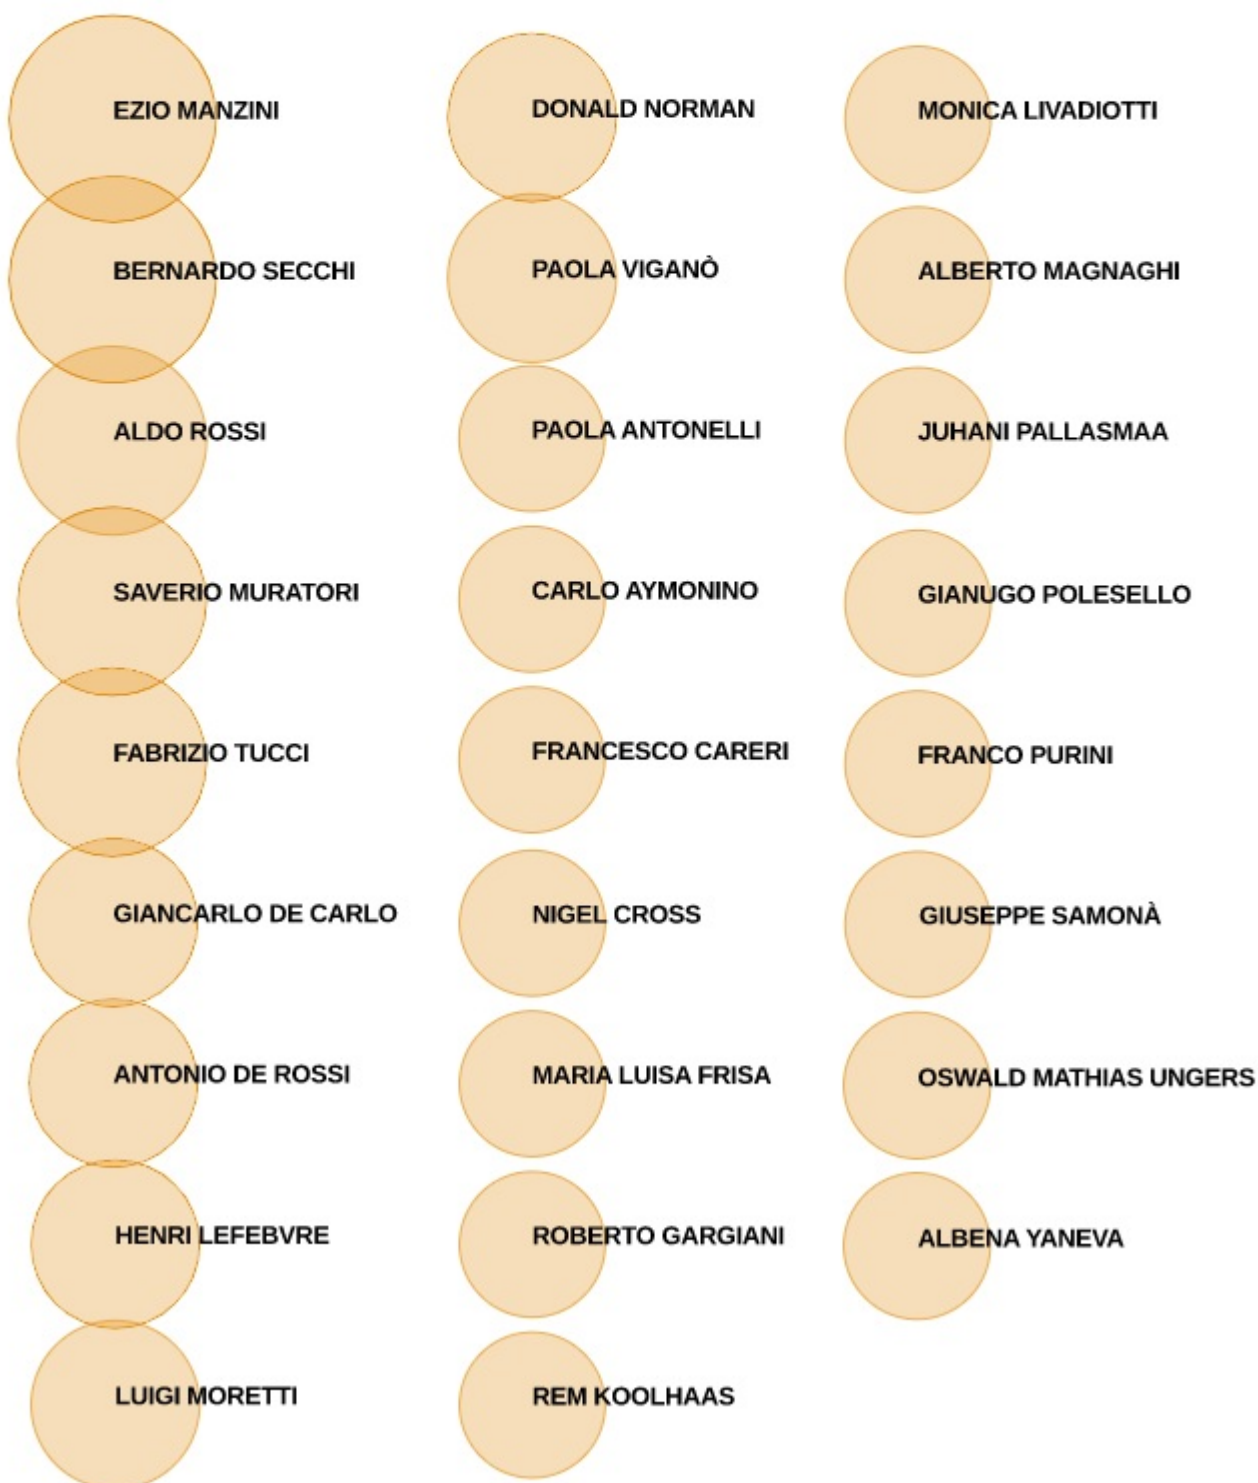 EZIO MANZINI
BERNARDO SECCHI
ALDO ROSSI
SAVERIO MURATORI
FABRIZIO TUCCI
GIANCARLO DE CARLO
ANTONIO DE ROSSI
HENRI LEFEBVRE
LUIGI MORETTI
DONALD NORMAN
PAOLA VIGANÒ
PAOLA ANTONELLI
CARLO AYMONINO
FRANCESCO CARERI
NIGEL CROSS
MARIA LUISA FRISA
ROBERTO GARGIANI
REM KOOLHAAS
MONICA LIVADIOTTI
ALBERTO MAGNAGHI
JUHANI PALLASMAA
GIANUGO POLESELLO
FRANCO PURINI
GIUSEPPE SAMONÀ
OSWALD MATHIAS UNGERS
ALBENA YANEVA